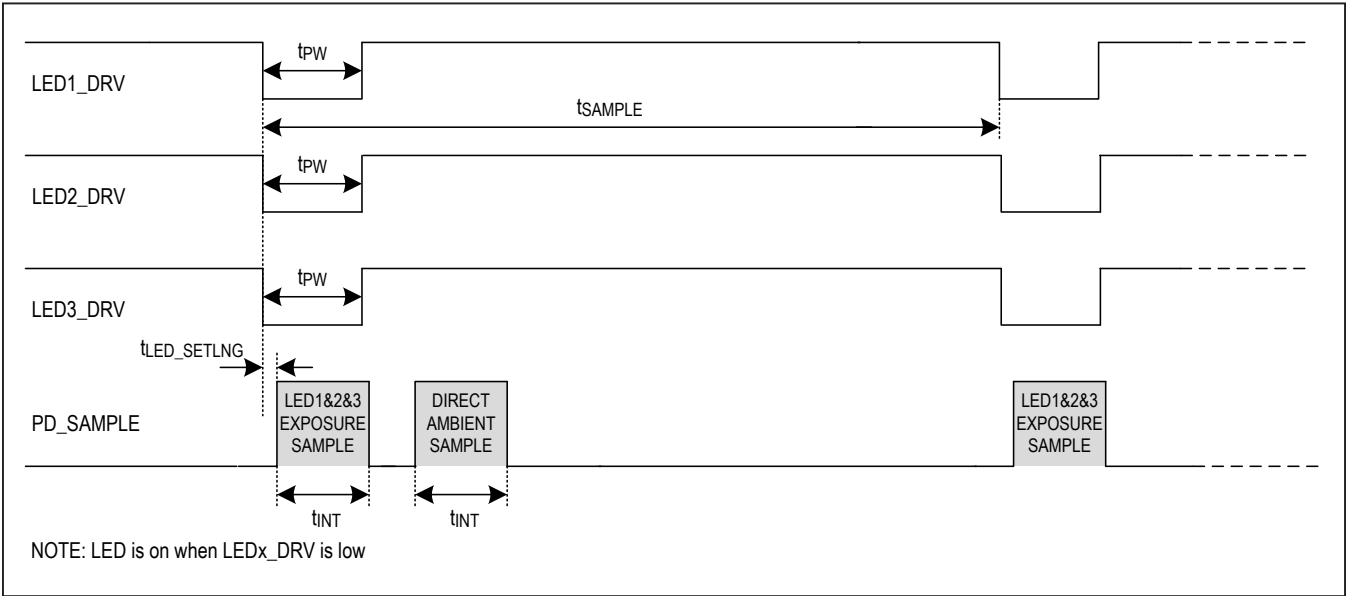 tPW
LED1_DRV
tSAMPLE
tPW
LED2_DRV
tPW
LED3_DRV
tLED_SETLNG
PD_SAMPLE
LED1&2&3
EXPOSURE
SAMPLE
DIRECT
AMBIENT
SAMPLE
LED1&2&3
EXPOSURE
SAMPLE
tINT
tINT
NOTE: LED is on when LEDx_DRV is low